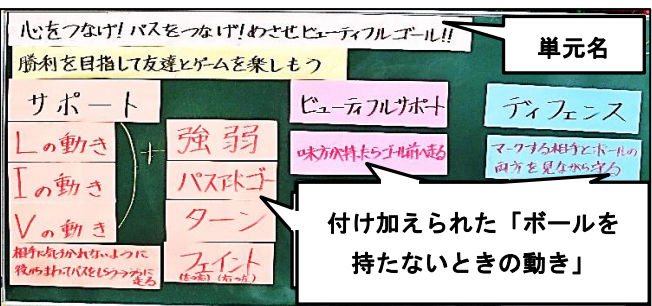 心をつなげ!パスをつなげ!めさせビューティフルゴール!!
単元名
勝利を目指して友達とゲームを楽しもう
サポート
ビューティフルサポート
ディフェンス
Lの動き
+
強弱
味方が持ったらゴール前へ走る
マークする相手とボールの
両方を見ながら守る
Iの動き
Vの動き
ターン
付け加えられた「ボールを
持たないときの動き」
相手に気づかれないように
走る
フェイント